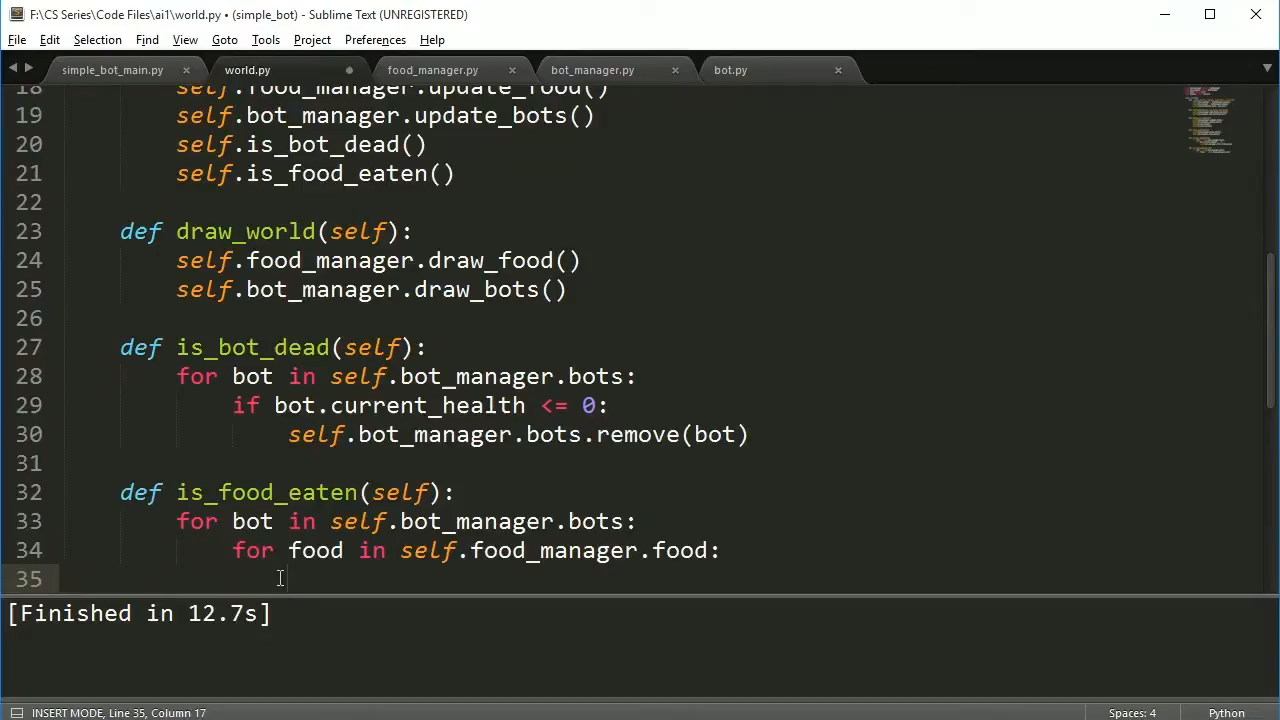 F:\CS Series\Code Files\ai1\world.py • (simple_bot) - Sublime Text (UNREGISTERED)
File Edit Selection Find View Goto Tools Project Preferences Help
simple_bot_main.py world.py food_manager.py bot_manager.py bot.py
18 self.food_manager.update_food()
19 self.bot_manager.update_bots()
20 self.is_bot_dead()
21 self.is_food_eaten()
22
23 def draw_world(self):
24 self.food_manager.draw_food()
25 self.bot_manager.draw_bots()
26
27 def is_bot_dead(self):
28 for bot in self.bot_manager.bots:
29 if bot.current_health <= 0:
30 self.bot_manager.bots.remove(bot)
31
32 def is_food_eaten(self):
33 for bot in self.bot_manager.bots:
34 for food in self.food_manager.food:
35
[Finished in 12.7s]
INSERT MODE, Line 35, Column 17 Spaces: 4 Python